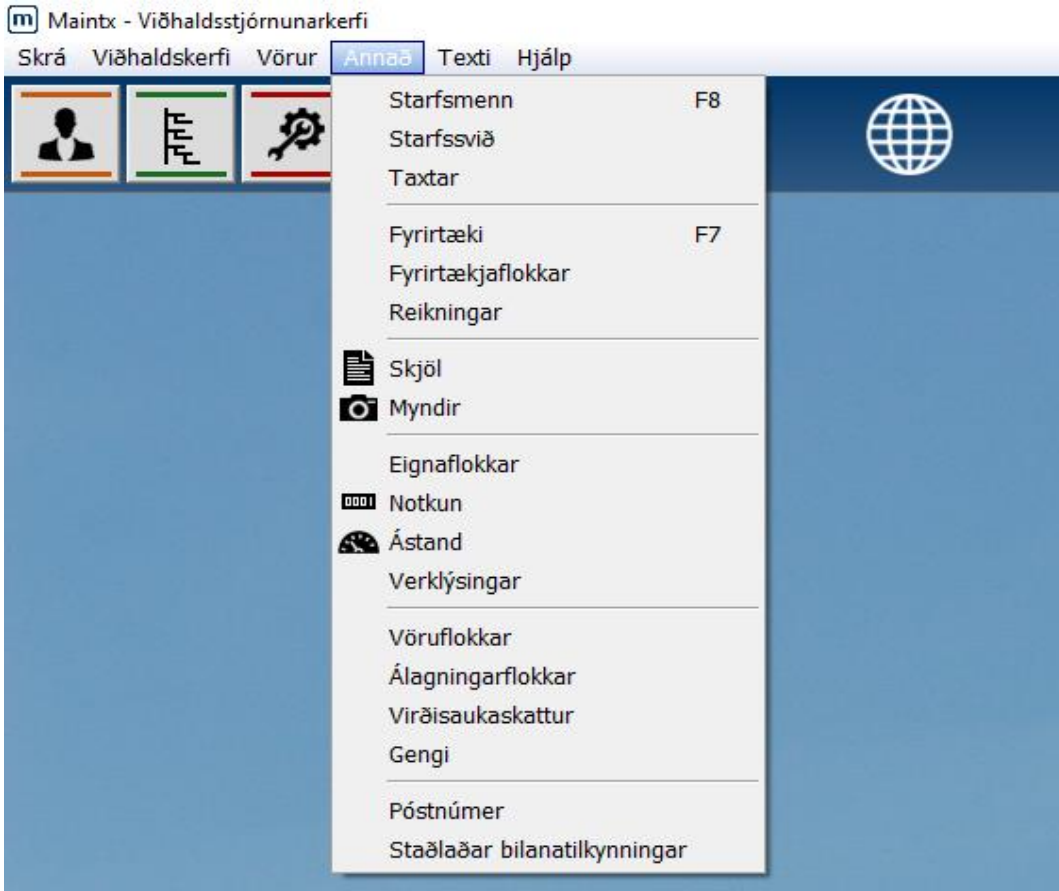 m Maintx - Viðhaldsstjórnunarkerfi
Skrá Viðhaldskerfi Vörur Annað Texti Hjálp
Starfsmenn F8
Starfssvið
Taxtar
Fyrirtæki F7
Fyrirtækjaflokkar
Reikningar
Skjöl
Myndir
Eignaflokkar
0001 Notkun
Ástand
Verklýsingar
Vöruflokkar
Álagningarflokkar
Virðisaukaskattur
Gengi
Póstnúmer
Staðlaðar bilanatilkynningar